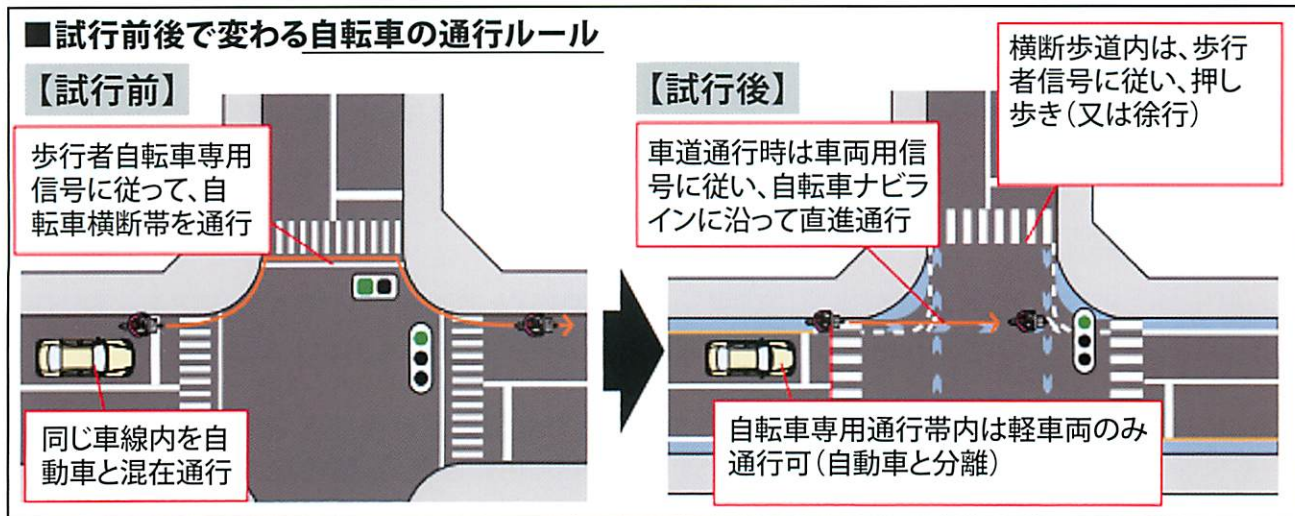 ■試行前後で変わる自転車の通行ルール
【試行前】
歩行者自転車専用
信号に従って、自
転車横断帯を通行
同じ車線内を自
動車と混在通行
【試行後】
車道通行時は車両用信
号に従い、自転車ナビラ
インに沿って直進通行
横断歩道内は、歩行
者信号に従い、押し
歩き(又は徐行)
自転車専用通行帯内は軽車両のみ
通行可(自動車と分離)